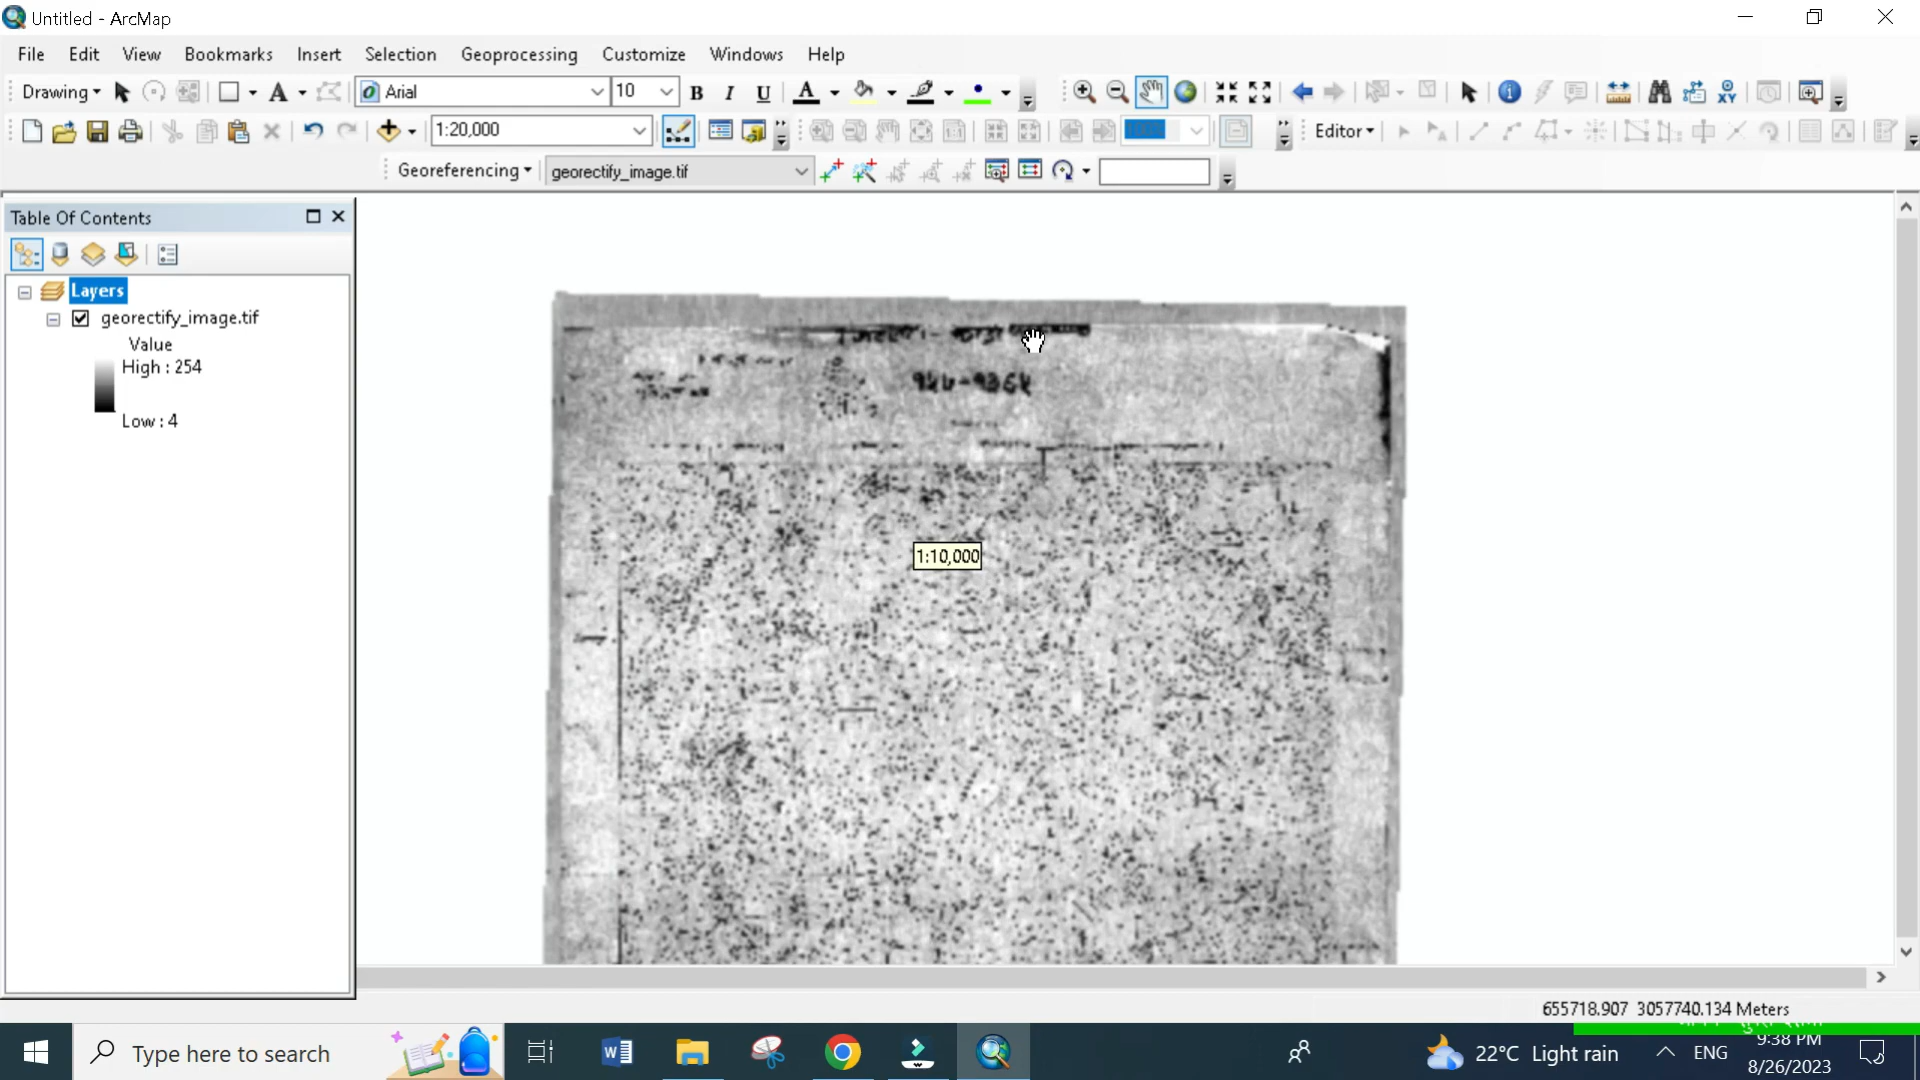 Untitled - ArcMap
File Edit View Bookmarks Insert Selection Geoprocessing Customize Windows Help
Drawing Arial 10 B I U A
1:20,000 Editor
Georeferencing georectify_image.tif
Table Of Contents
Layers
georectify_image.tif
Value
High : 254
Low : 4
1:10,000
655718.907 3057740.134 Meters
Type here to search
22°C Light rain
ENG
9:38 PM
8/26/2023